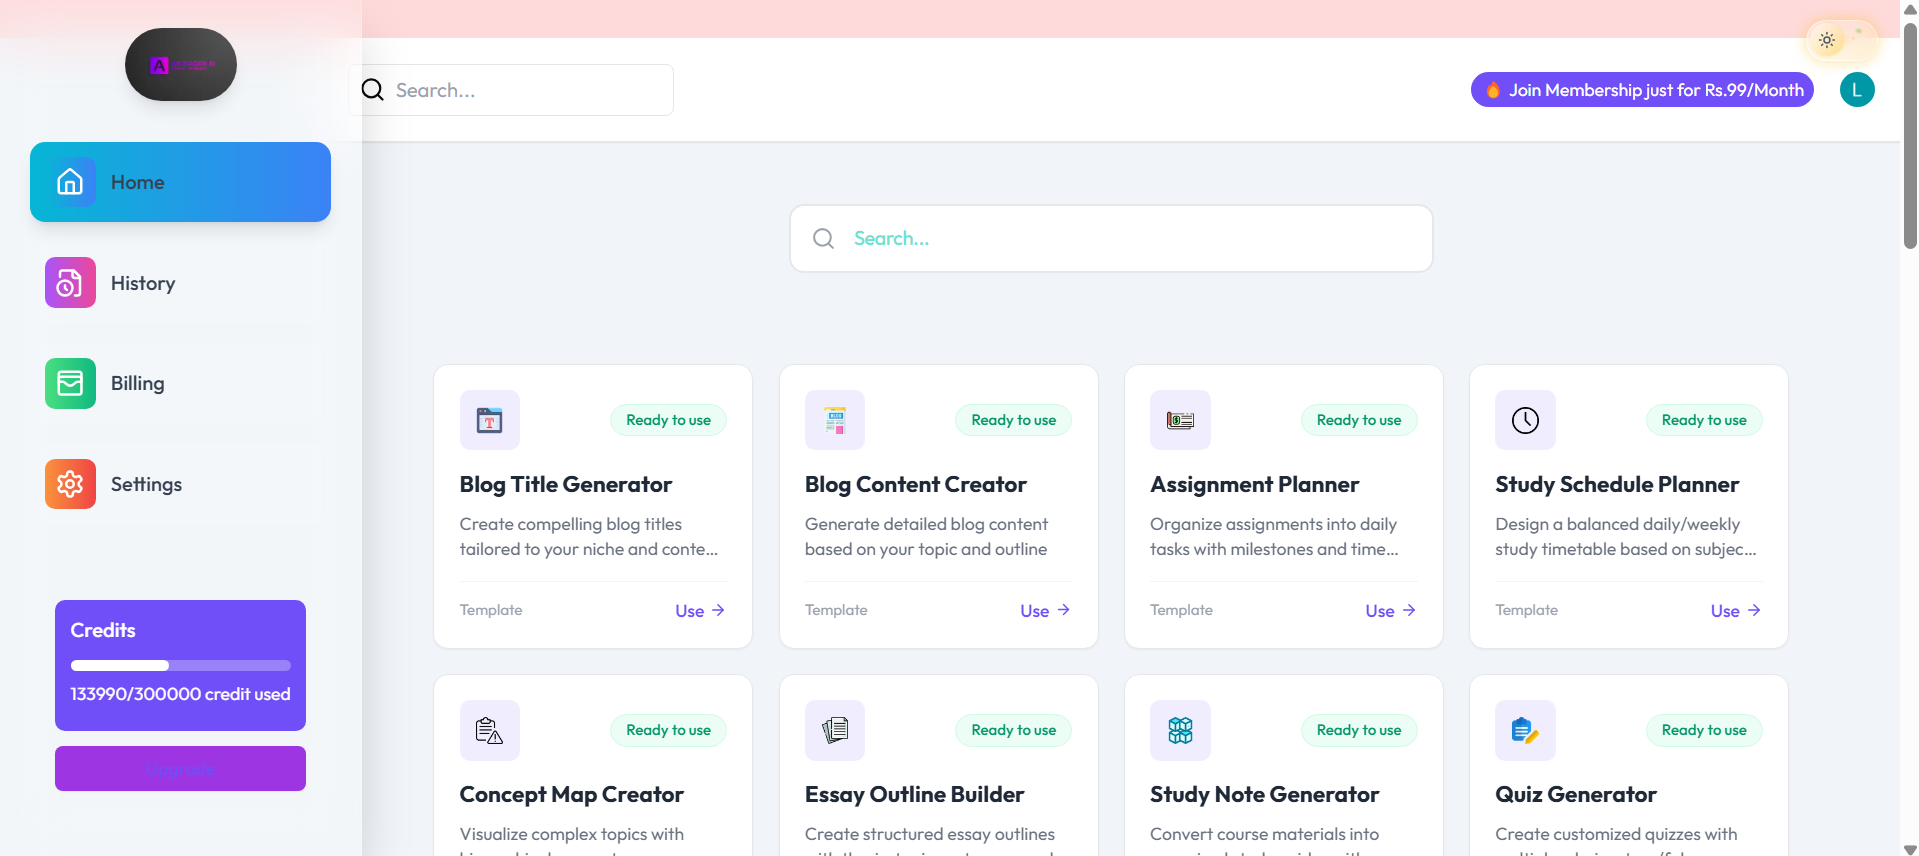 Search...
Join Membership just for Rs.99/Month
L
Home
History
Billing
Settings
Credits
133990/300000 credit used
Upgrade
Search...
Ready to use
Blog Title Generator
Create compelling blog titles
tailored to your niche and conte...
Template
Use
Ready to use
Blog Content Creator
Generate detailed blog content
based on your topic and outline
Template
Use
Ready to use
Assignment Planner
Organize assignments into daily
tasks with milestones and time...
Template
Use
Ready to use
Study Schedule Planner
Design a balanced daily/weekly
study timetable based on subjec...
Template
Use
Ready to use
Concept Map Creator
Visualize complex topics with
Ready to use
Essay Outline Builder
Create structured essay outlines
Ready to use
Study Note Generator
Convert course materials into
Ready to use
Quiz Generator
Create customized quizzes with